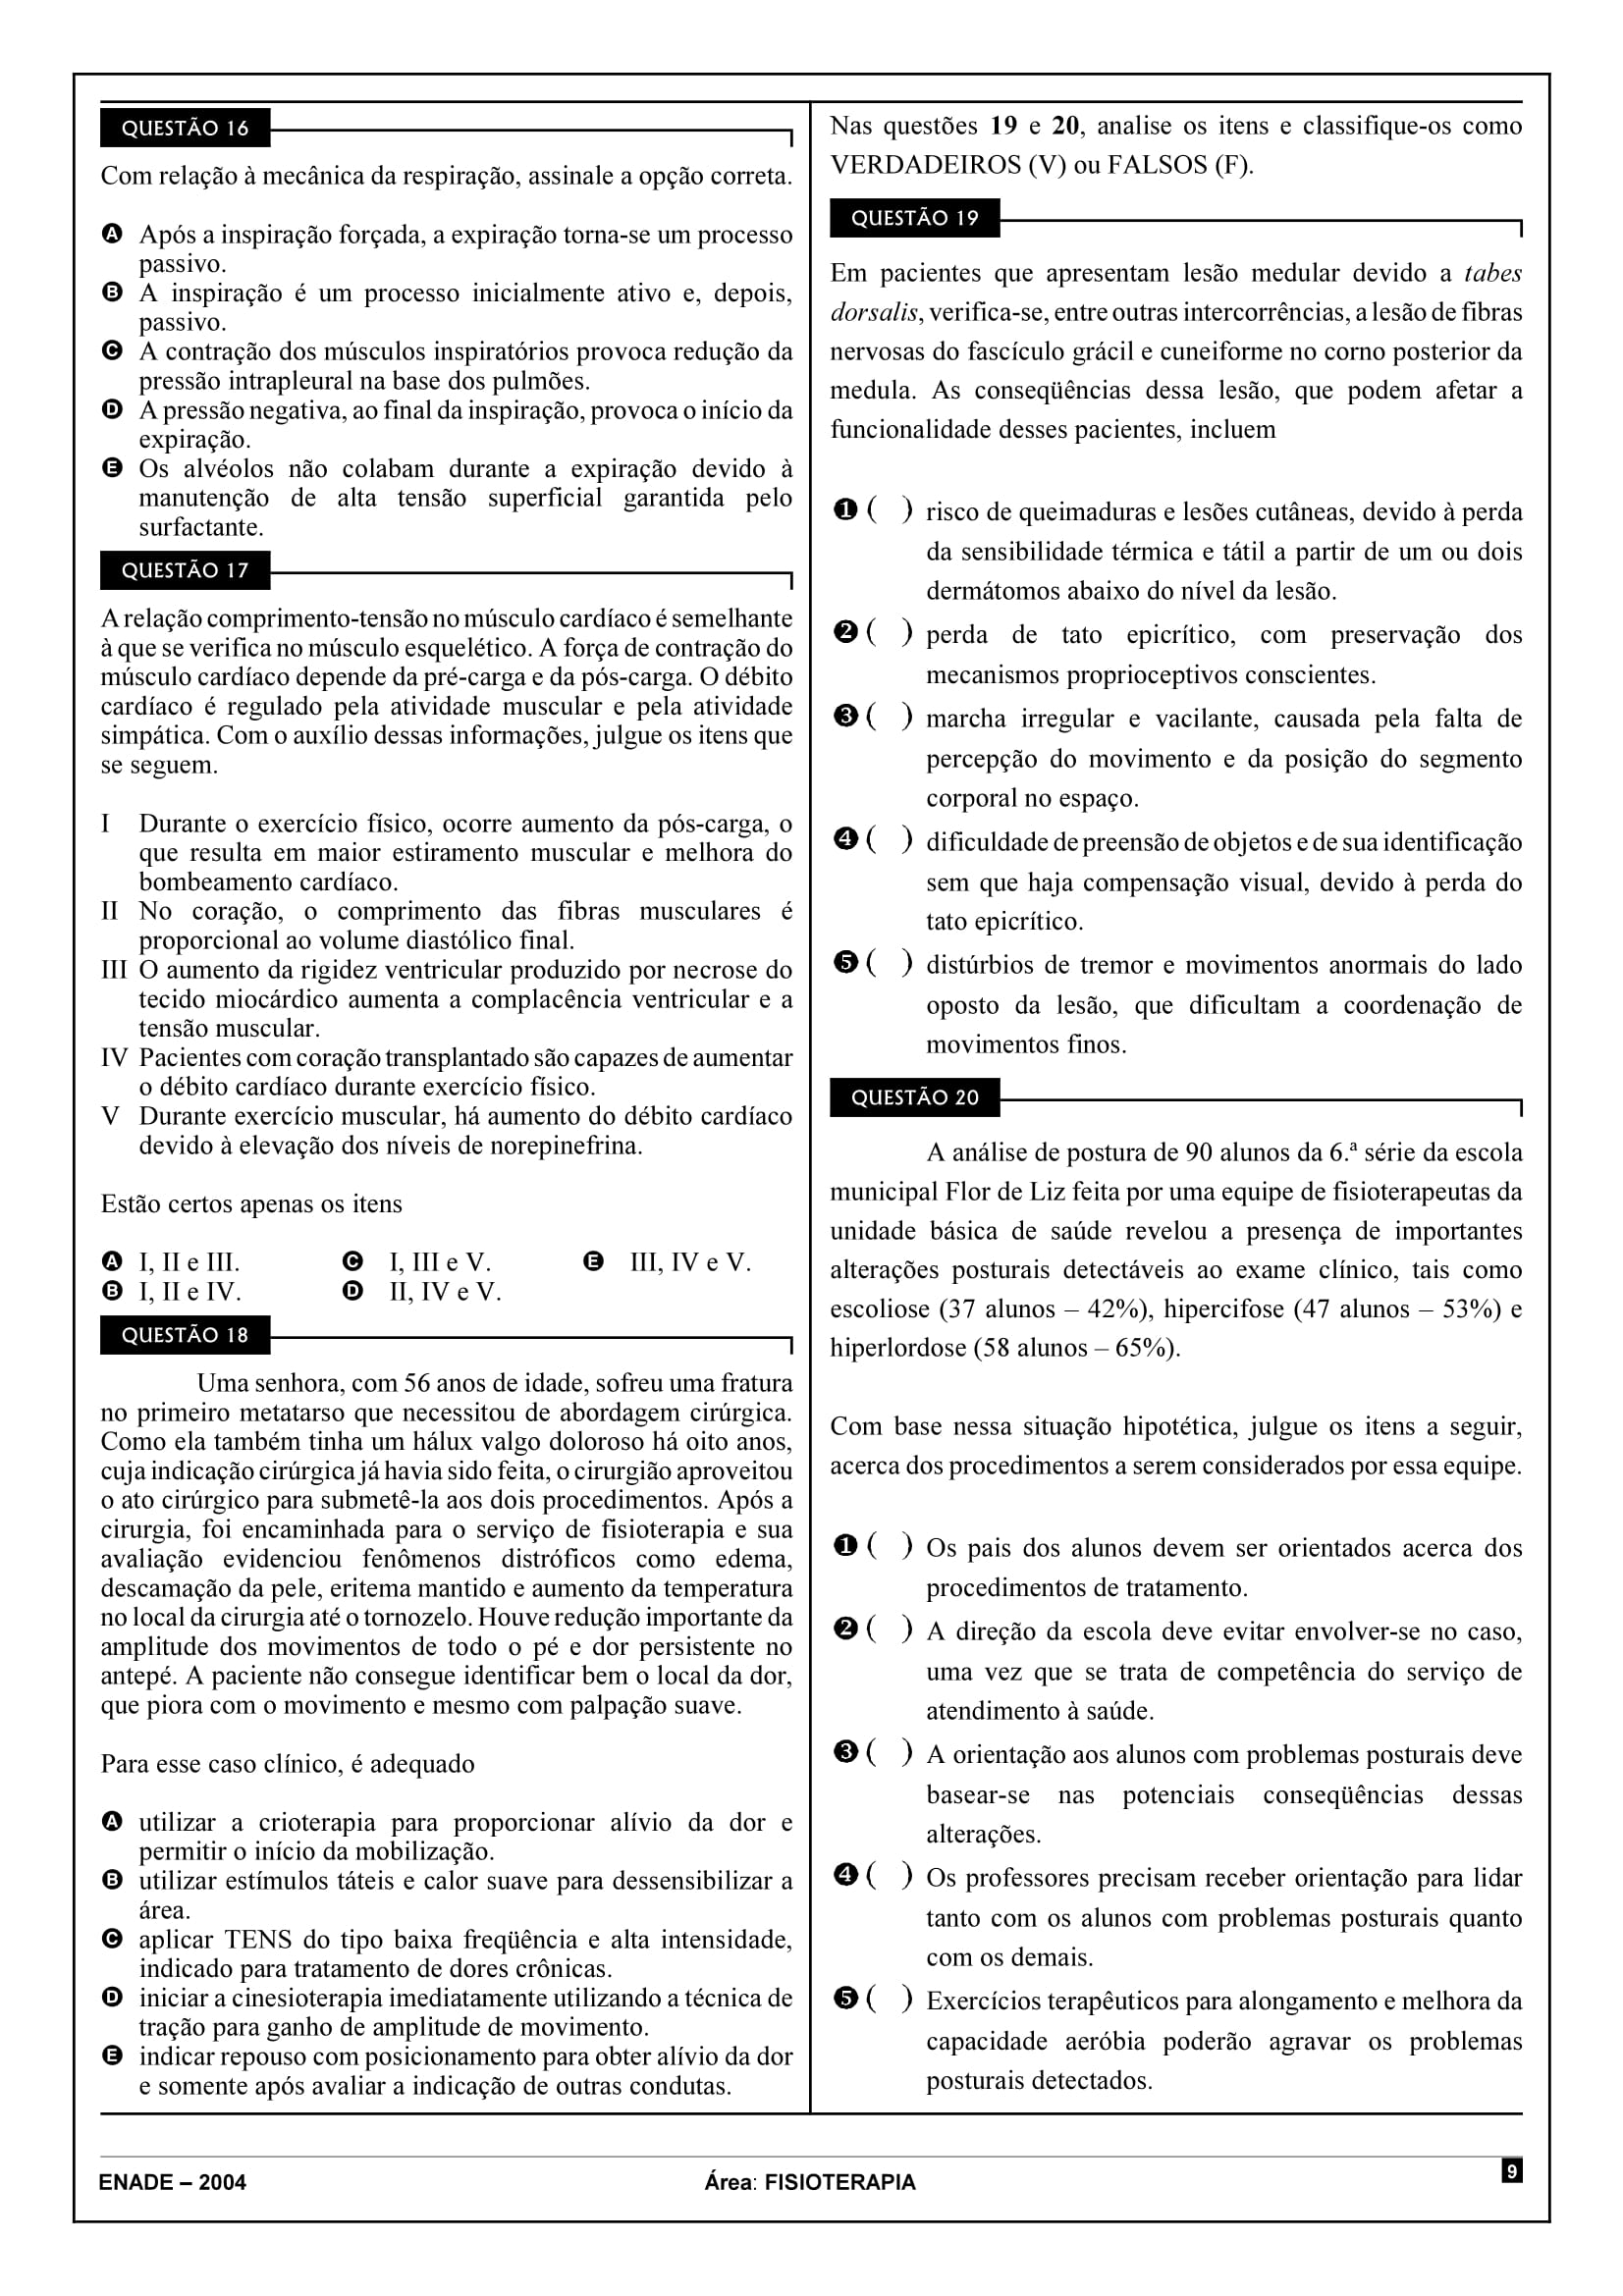 QUESTÃO 16
Com relação à mecânica da respiração, assinale a opção correta.
A Após a inspiração forçada, a expiração torna-se um processo
passivo.
B A inspiração é um processo inicialmente ativo e, depois,
passivo.
C A contração dos músculos inspiratórios provoca redução da
pressão intrapleural na base dos pulmões.
D A pressão negativa, ao final da inspiração, provoca o início da
expiração.
E Os alvéolos não colabam durante a expiração devido à
manutenção de alta tensão superficial garantida pelo
surfactante.
QUESTÃO 17
A relação comprimento-tensão no músculo cardíaco é semelhante
à que se verifica no músculo esquelético. A força de contração do
músculo cardíaco depende da pré-carga e da pós-carga. O débito
cardíaco é regulado pela atividade muscular e pela atividade
simpática. Com o auxílio dessas informações, julgue os itens que
se seguem.
I Durante o exercício físico, ocorre aumento da pós-carga, o
que resulta em maior estiramento muscular e melhora do
bombeamento cardíaco.
II No coração, o comprimento das fibras musculares é
proporcional ao volume diastólico final.
III O aumento da rigidez ventricular produzido por necrose do
tecido miocárdico aumenta a complacência ventricular e a
tensão muscular.
IV Pacientes com coração transplantado são capazes de aumentar
o débito cardíaco durante exercício físico.
V Durante exercício muscular, há aumento do débito cardíaco
devido à elevação dos níveis de norepinefrina.
Estão certos apenas os itens
A I, II e III. C I, III e V. E III, IV e V.
B I, II e IV. D II, IV e V.
QUESTÃO 18
Uma senhora, com 56 anos de idade, sofreu uma fratura
no primeiro metatarso que necessitou de abordagem cirúrgica.
Como ela também tinha um hálux valgo doloroso há oito anos,
cuja indicação cirúrgica já havia sido feita, o cirurgião aproveitou
o ato cirúrgico para submetê-la aos dois procedimentos. Após a
cirurgia, foi encaminhada para o serviço de fisioterapia e sua
avaliação evidenciou fenômenos distróficos como edema,
descamação da pele, eritema mantido e aumento da temperatura
no local da cirurgia até o tornozelo. Houve redução importante da
amplitude dos movimentos de todo o pé e dor persistente no
antepé. A paciente não consegue identificar bem o local da dor,
que piora com o movimento e mesmo com palpação suave.
Para esse caso clínico, é adequado
A utilizar a crioterapia para proporcionar alívio da dor e
permitir o início da mobilização.
B utilizar estímulos táteis e calor suave para dessensibilizar a
área.
C aplicar TENS do tipo baixa freqüência e alta intensidade,
indicado para tratamento de dores crônicas.
D iniciar a cinesioterapia imediatamente utilizando a técnica de
tração para ganho de amplitude de movimento.
E indicar repouso com posicionamento para obter alívio da dor
e somente após avaliar a indicação de outras condutas.
Nas questões 19 e 20, analise os itens e classifique-os como
VERDADEIROS (V) ou FALSOS (F).
QUESTÃO 19
Em pacientes que apresentam lesão medular devido a tabes
dorsalis, verifica-se, entre outras intercorrências, a lesão de fibras
nervosas do fascículo grácil e cuneiforme no corno posterior da
medula. As conseqüências dessa lesão, que podem afetar a
funcionalidade desses pacientes, incluem
1 ( ) risco de queimaduras e lesões cutâneas, devido à perda
da sensibilidade térmica e tátil a partir de um ou dois
dermátomos abaixo do nível da lesão.
2 ( ) perda de tato epicrítico, com preservação dos
mecanismos proprioceptivos conscientes.
3 ( ) marcha irregular e vacilante, causada pela falta de
percepção do movimento e da posição do segmento
corporal no espaço.
4 ( ) dificuldade de preensão de objetos e de sua identificação
sem que haja compensação visual, devido à perda do
tato epicrítico.
5 ( ) distúrbios de tremor e movimentos anormais do lado
oposto da lesão, que dificultam a coordenação de
movimentos finos.
QUESTÃO 20
A análise de postura de 90 alunos da 6.ª série da escola
municipal Flor de Liz feita por uma equipe de fisioterapeutas da
unidade básica de saúde revelou a presença de importantes
alterações posturais detectáveis ao exame clínico, tais como
escoliose (37 alunos – 42%), hipercifose (47 alunos – 53%) e
hiperlordose (58 alunos – 65%).
Com base nessa situação hipotética, julgue os itens a seguir,
acerca dos procedimentos a serem considerados por essa equipe.
1 ( ) Os pais dos alunos devem ser orientados acerca dos
procedimentos de tratamento.
2 ( ) A direção da escola deve evitar envolver-se no caso,
uma vez que se trata de competência do serviço de
atendimento à saúde.
3 ( ) A orientação aos alunos com problemas posturais deve
basear-se nas potenciais conseqüências dessas
alterações.
4 ( ) Os professores precisam receber orientação para lidar
tanto com os alunos com problemas posturais quanto
com os demais.
5 ( ) Exercícios terapêuticos para alongamento e melhora da
capacidade aeróbia poderão agravar os problemas
posturais detectados.
ENADE – 2004
Área: FISIOTERAPIA
9